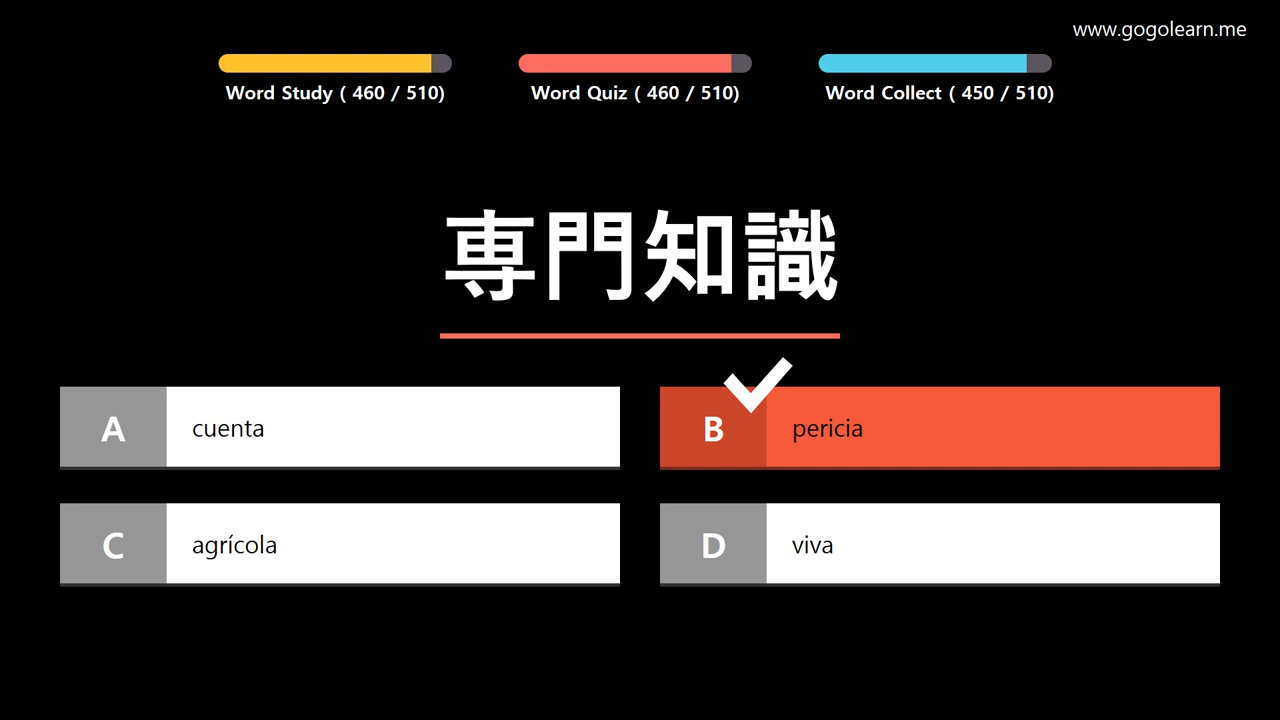 www.gogolearn.me
Word Study ( 460 / 510)
Word Quiz ( 460 / 510)
Word Collect ( 450 / 510)
専門知識
A cuenta
B pericia
C agrícola
D viva